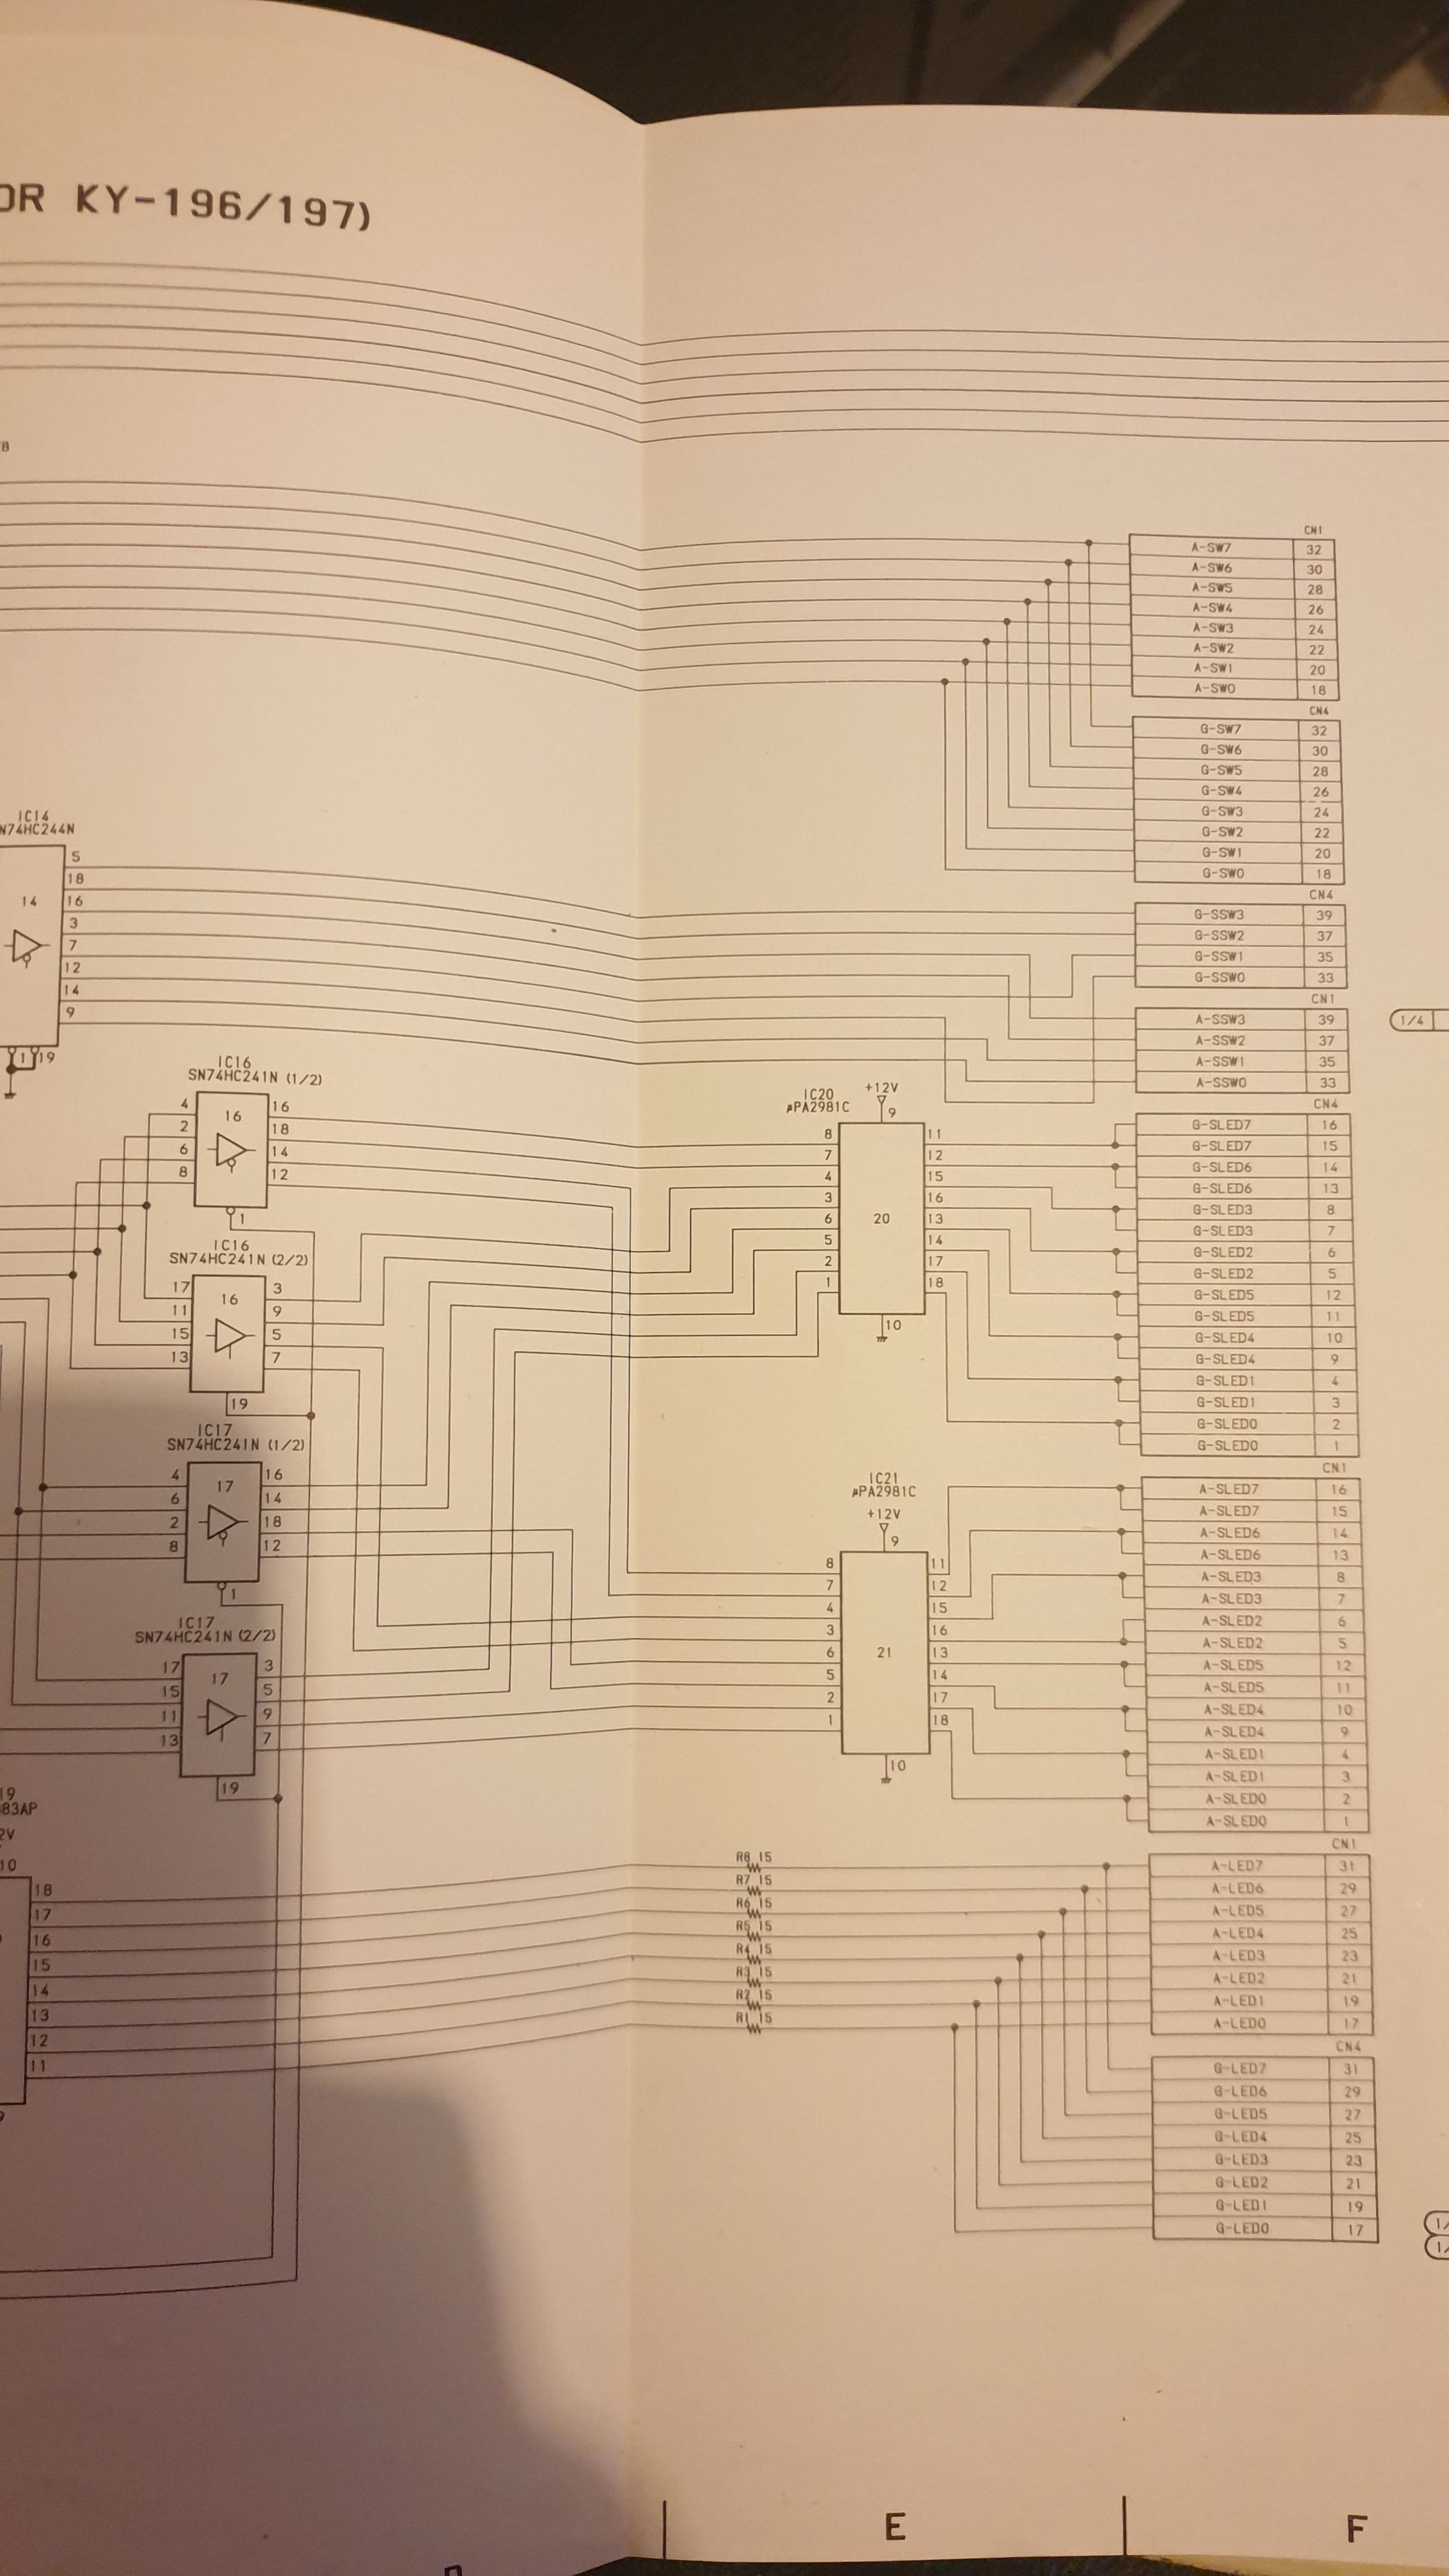 OR KY-196/197)
8
CN1
A-SW7 32
A-SW6 30
A-SW5 28
A-SW4 26
A-SW3 24
A-SW2 22
A-SW1 20
A-SW0 18
CN4
G-SW7 32
G-SW6 30
G-SW5 28
G-SW4 26
G-SW3 24
G-SW2 22
G-SW1 20
G-SW0 18
IC14
N74HC244N
14
5
18
16
3
7
12
14
9
1 19
CN4
G-SSW3 39
G-SSW2 37
G-SSW1 35
G-SSW0 33
CN1
A-SSW3 39
A-SSW2 37
A-SSW1 35
A-SSW0 33
1/4
IC16
SN74HC241N (1/2)
4 16 16
2 18
6 14
8 12
1
IC16
SN74HC241N (2/2)
17 16 3
11 9
15 5
13 7
19
IC17
SN74HC241N (1/2)
4 17 16
6 14
2 18
8 12
1
IC17
SN74HC241N (2/2)
17 17 3
15 5
11 9
13 7
19
IC20
μPA2981C
+12V
9
8 11
7 12
4 15
3 16
20
6 13
5 14
2 17
1 18
10
CN4
G-SLED7 16
G-SLED7 15
G-SLED6 14
G-SLED6 13
G-SLED3 8
G-SLED3 7
G-SLED2 6
G-SLED2 5
G-SLED5 12
G-SLED5 11
G-SLED4 10
G-SLED4 9
G-SLED1 4
G-SLED1 3
G-SLED0 2
G-SLED0 1
IC21
μPA2981C
+12V
9
8 11
7 12
4 15
3 16
21
6 13
5 14
2 17
1 18
10
CN1
A-SLED7 16
A-SLED7 15
A-SLED6 14
A-SLED6 13
A-SLED3 8
A-SLED3 7
A-SLED2 6
A-SLED2 5
A-SLED5 12
A-SLED5 11
A-SLED4 10
A-SLED4 9
A-SLED1 4
A-SLED1 3
A-SLED0 2
A-SLED0 1
19
83AP
2V
10
18
17
16
15
14
13
12
11
R8 15
R7 15
R6 15
R5 15
R4 15
R3 15
R2 15
R1 15
CN1
A-LED7 31
A-LED6 29
A-LED5 27
A-LED4 25
A-LED3 23
A-LED2 21
A-LED1 19
A-LED0 17
CN4
G-LED7 31
G-LED6 29
G-LED5 27
G-LED4 25
G-LED3 23
G-LED2 21
G-LED1 19
G-LED0 17
1/
1/
E
F